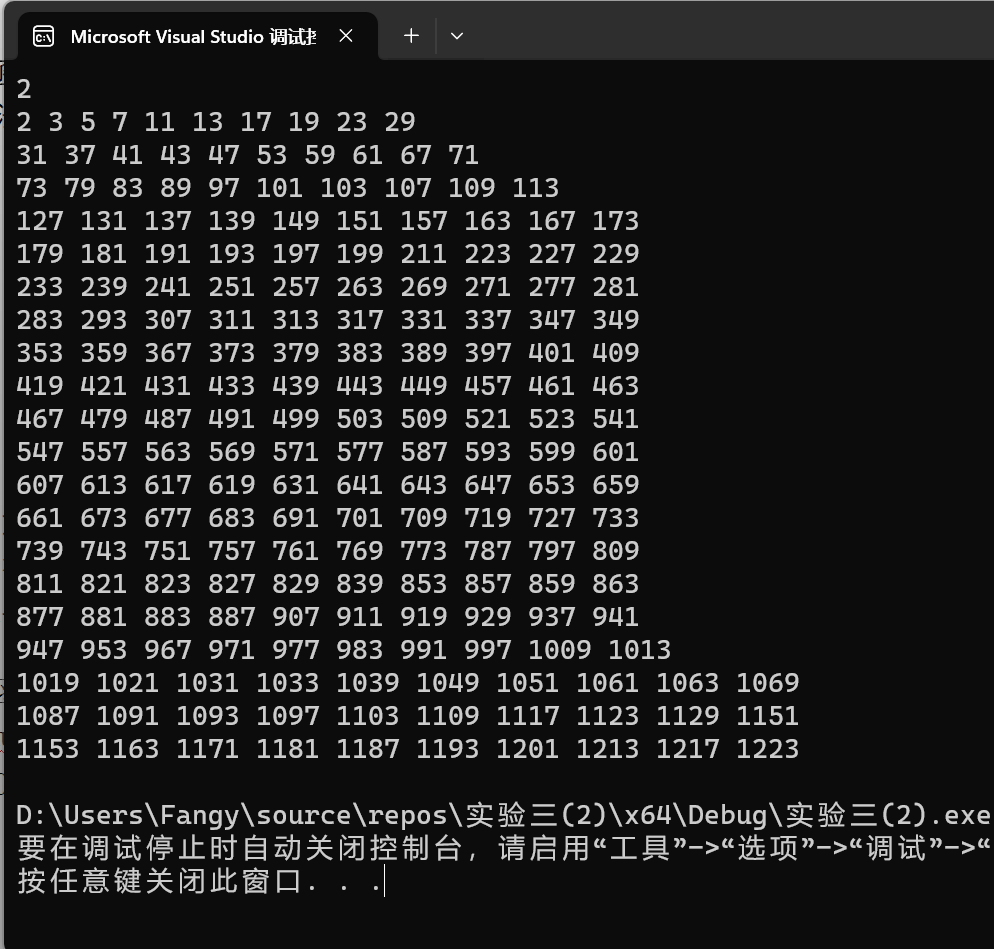 Microsoft Visual Studio 调试
2
2 3 5 7 11 13 17 19 23 29
31 37 41 43 47 53 59 61 67 71
73 79 83 89 97 101 103 107 109 113
127 131 137 139 149 151 157 163 167 173
179 181 191 193 197 199 211 223 227 229
233 239 241 251 257 263 269 271 277 281
283 293 307 311 313 317 331 337 347 349
353 359 367 373 379 383 389 397 401 409
419 421 431 433 439 443 449 457 461 463
467 479 487 491 499 503 509 521 523 541
547 557 563 569 571 577 587 593 599 601
607 613 617 619 631 641 643 647 653 659
661 673 677 683 691 701 709 719 727 733
739 743 751 757 761 769 773 787 797 809
811 821 823 827 829 839 853 857 859 863
877 881 883 887 907 911 919 929 937 941
947 953 967 971 977 983 991 997 1009 1013
1019 1021 1031 1033 1039 1049 1051 1061 1063 1069
1087 1091 1093 1097 1103 1109 1117 1123 1129 1151
1153 1163 1171 1181 1187 1193 1201 1213 1217 1223
D:\Users\Fangy\source\repos\实验三(2)\x64\Debug\实验三(2).exe
要在调试停止时自动关闭控制台，请启用“工具”->“选项”->“调试”->“
按任意键关闭此窗口. . .